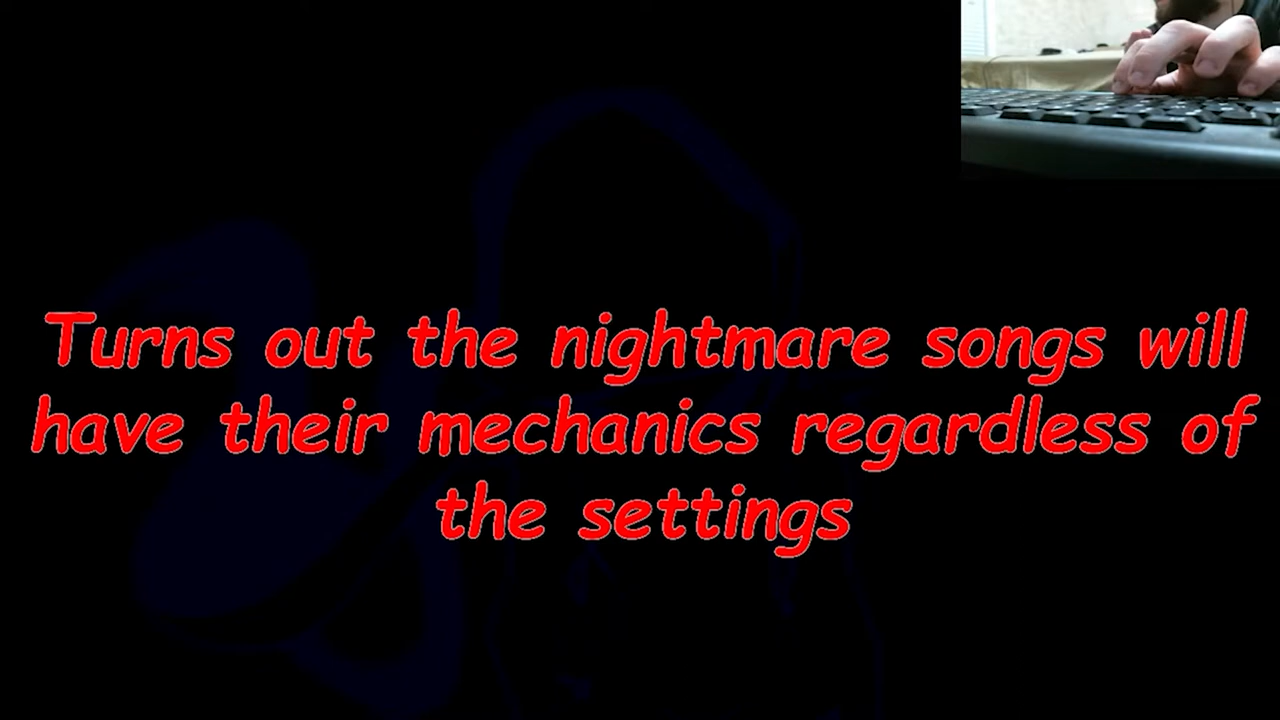 Turns out the nightmare songs will
have their mechanics regardless of
the settings